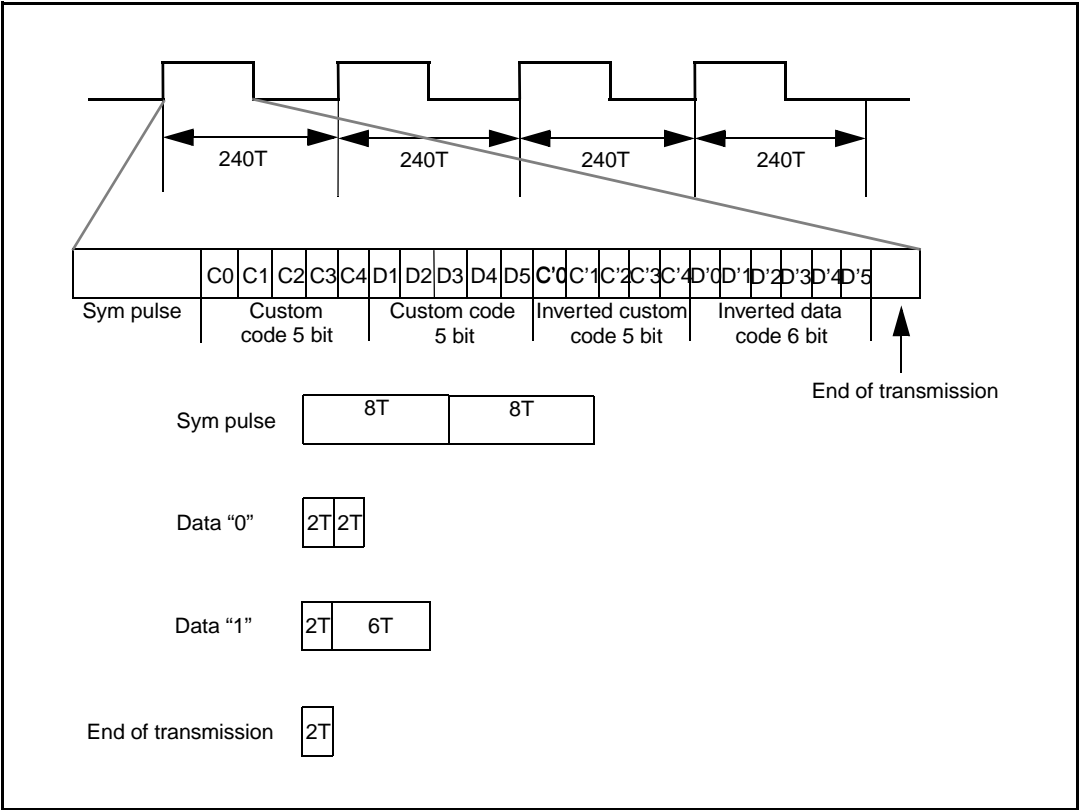 240T 240T 240T 240T
C0 C1 C2 C3 C4 D1 D2 D3 D4 D5 C'0 C'1 C'2 C'3 C'4 D'0 D'1 D'2 D'3 D'4 D'5
Sym pulse
Custom
code 5 bit
Custom code
5 bit
Inverted custom
code 5 bit
Inverted data
code 6 bit
End of transmission
Sym pulse 8T 8T
Data “0” 2T 2T
Data “1” 2T 6T
End of transmission 2T